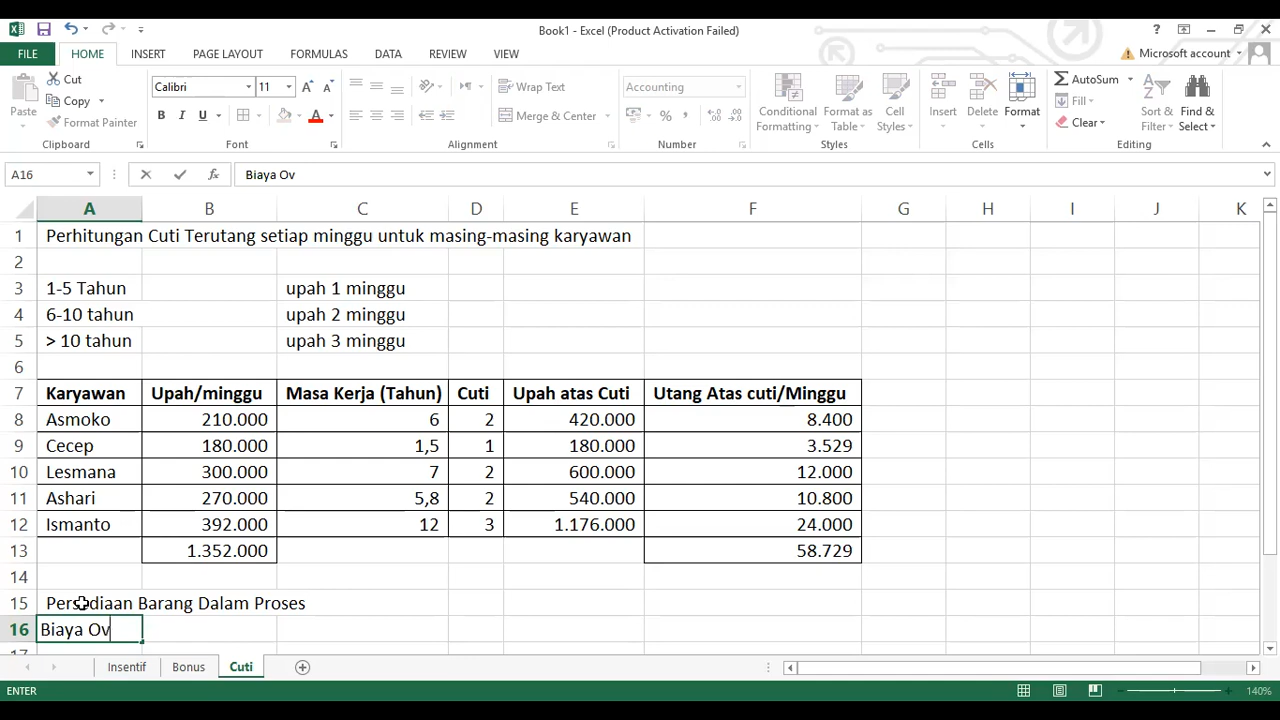 Book1 - Excel (Product Activation Failed)
FILE HOME INSERT PAGE LAYOUT FORMULAS DATA REVIEW VIEW Microsoft account
Cut
Copy
Format Painter
Paste
Clipboard
Calibri 11
B I U
Font
Wrap Text
Merge & Center
Alignment
Accounting
Number
Conditional Formatting
Format as Table
Cell Styles
Styles
Insert Delete Format
Cells
AutoSum
Fill
Clear
Sort & Filter
Find & Select
Editing
A16 Biaya Ov
A B C D E F G H I J K
1 Perhitungan Cuti Terutang setiap minggu untuk masing-masing karyawan
2
3 1-5 Tahun upah 1 minggu
4 6-10 tahun upah 2 minggu
5 > 10 tahun upah 3 minggu
6
7 Karyawan Upah/minggu Masa Kerja (Tahun) Cuti Upah atas Cuti Utang Atas cuti/Minggu
8 Asmoko 210.000 6 2 420.000 8.400
9 Cecep 180.000 1,5 1 180.000 3.529
10 Lesmana 300.000 7 2 600.000 12.000
11 Ashari 270.000 5,8 2 540.000 10.800
12 Ismanto 392.000 12 3 1.176.000 24.000
13 1.352.000 58.729
14
15 Persediaan Barang Dalam Proses
16 Biaya Ov
17
Insentif Bonus Cuti
ENTER 140%